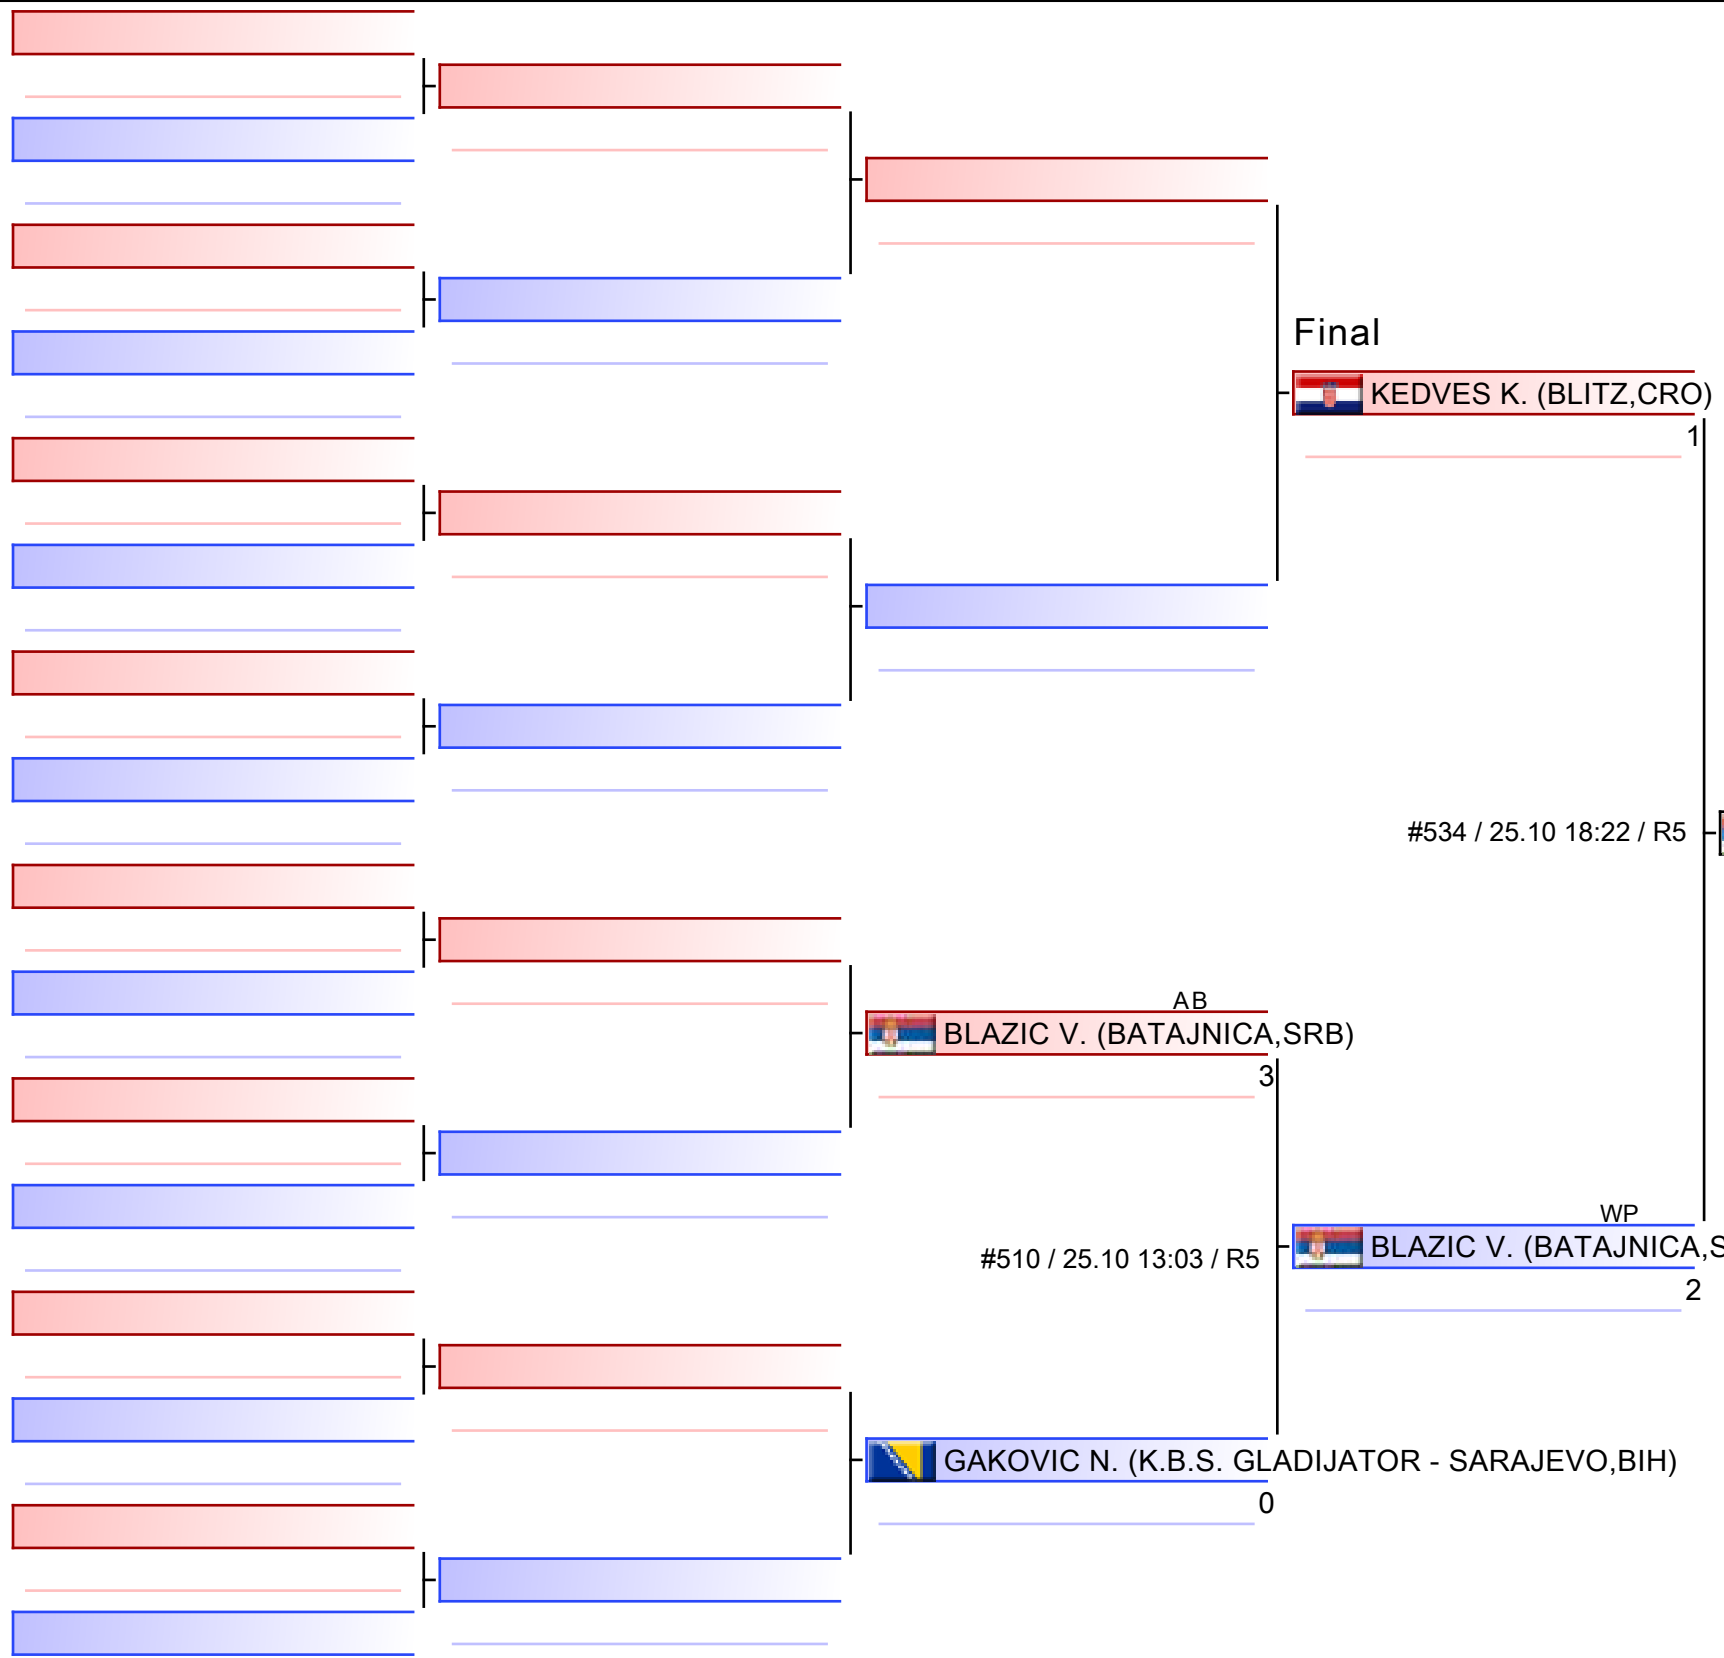 Final
KEDVES K. (BLITZ,CRO)
1
#534 / 25.10 18:22 / R5
AB
BLAZIC V. (BATAJNICA,SRB)
3
WP
#510 / 25.10 13:03 / R5
BLAZIC V. (BATAJNICA,S
2
GAKOVIC N. (K.B.S. GLADIJATOR - SARAJEVO,BIH)
0